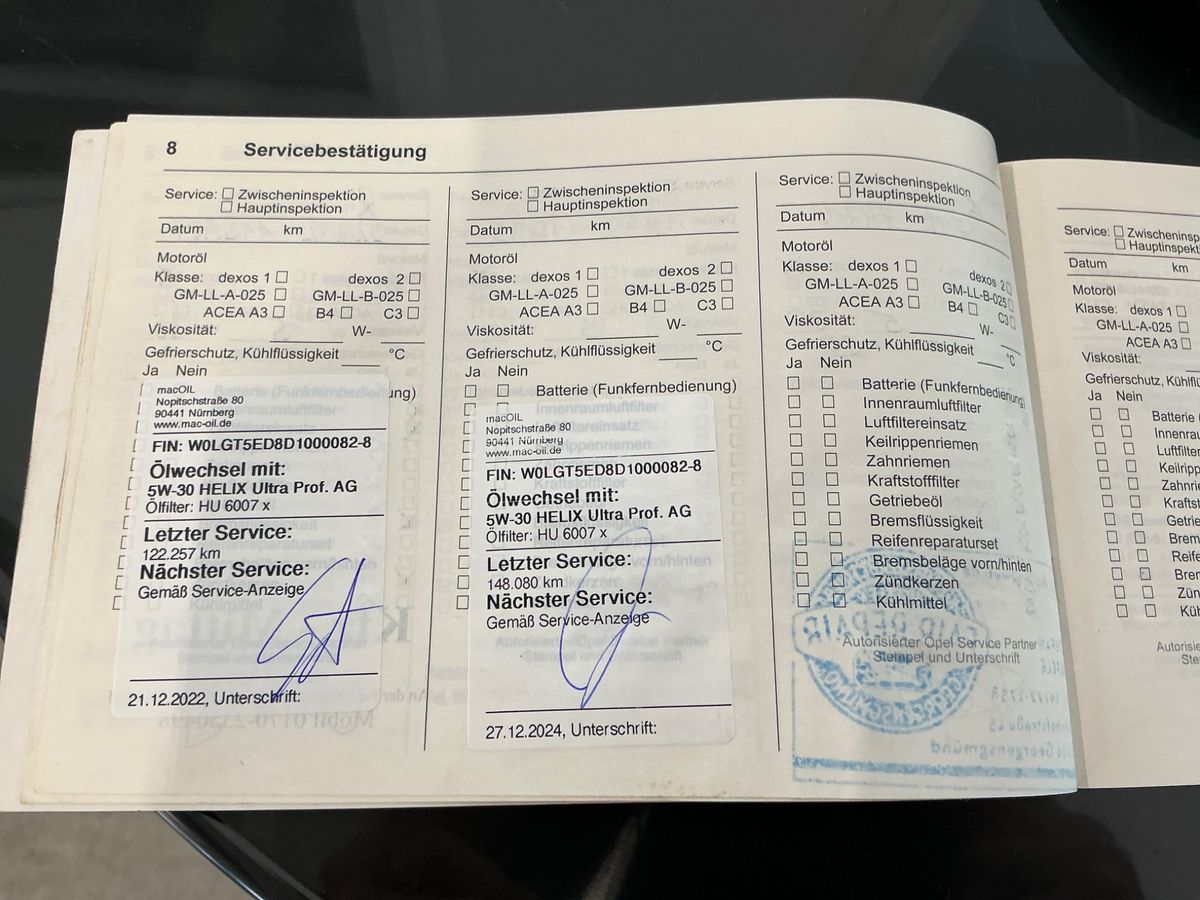 8 Servicebestätigung
Service: Zwischeninspektion
Hauptinspektion
Datum km
Motoröl
Klasse: dexos 1 dexos 2
GM-LL-A-025 GM-LL-B-025
ACEA A3 B4 C3
Viskosität: W-
Gefrierschutz, Kühlflüssigkeit °C
Ja Nein
ung)
macOIL
Nopitschstraße 80
90441 Nürnberg
www.mac-oil.de
FIN: W0LGT5ED8D1000082-8
Ölwechsel mit:
5W-30 HELIX Ultra Prof. AG
Ölfilter: HU 6007 x
Letzter Service:
122.257 km
Nächster Service:
Gemäß Service-Anzeige
21.12.2022, Unterschrift:
Service: Zwischeninspektion
Hauptinspektion
Datum km
Motoröl
Klasse: dexos 1 dexos 2
GM-LL-A-025 GM-LL-B-025
ACEA A3 B4 C3
Viskosität: W-
Gefrierschutz, Kühlflüssigkeit °C
Ja Nein
Batterie (Funkfernbedienung)
macOIL
Nopitschstraße 80
90441 Nürnberg
www.mac-oil.de
FIN: W0LGT5ED8D1000082-8
Ölwechsel mit:
5W-30 HELIX Ultra Prof. AG
Ölfilter: HU 6007 x
Letzter Service:
148.080 km
Nächster Service:
Gemäß Service-Anzeige
27.12.2024, Unterschrift:
Service: Zwischeninspektion
Hauptinspektion
Datum km
Motoröl
Klasse: dexos 1 dexos 2
GM-LL-A-025 GM-LL-B-025
ACEA A3 B4 C3
Viskosität: W-
Gefrierschutz, Kühlflüssigkeit °C
Ja Nein
Batterie (Funkfernbedienung)
Innenraumluftfilter
Luftfiltereinsatz
Keilrippenriemen
Zahnriemen
Kraftstofffilter
Getriebeöl
Bremsflüssigkeit
Reifenreparaturset
Bremsbeläge vorn/hinten
Zündkerzen
Kühlmittel
Autorisierter Opel Service Partner
Stempel und Unterschrift
Service: Zwischeninsp
Hauptinspekt
Datum km
Motoröl
Klasse: dexos 1
GM-LL-A-025
ACEA A3
Viskosität:
Gefrierschutz, Kühlflüs
Ja Nein
Batterie
Innenrau
Luftfilter
Keilripp
Zahnrie
Kraftst
Getrie
Brem
Reife
Brer
Zün
Küh
Autorisie
Ste